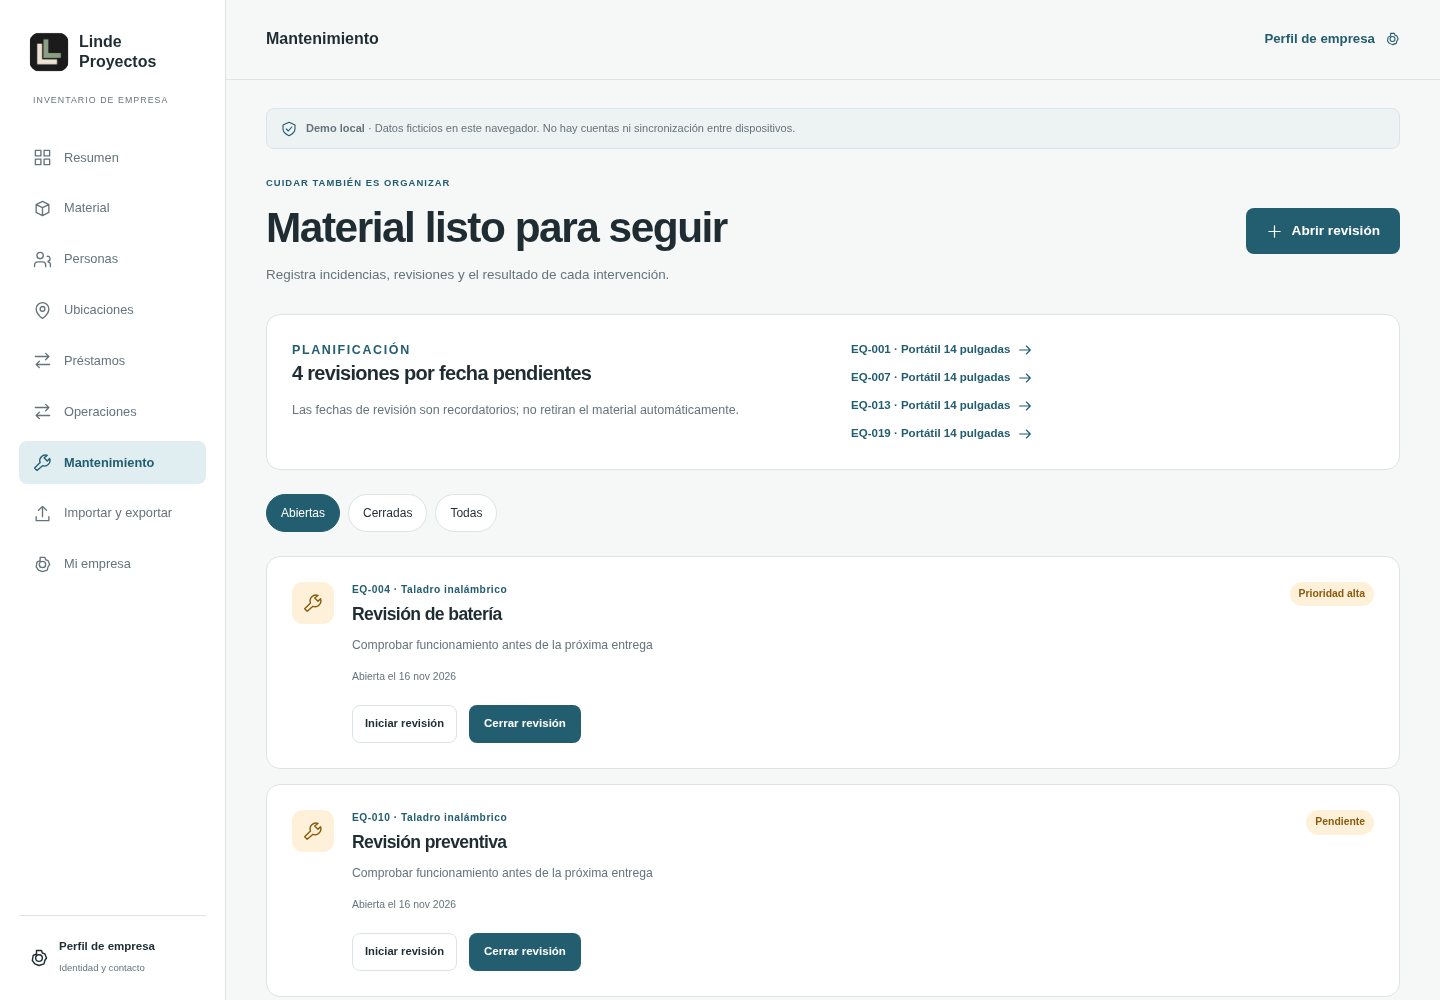 Linde
Proyectos
INVENTARIO DE EMPRESA
Resumen
Material
Personas
Ubicaciones
Préstamos
Operaciones
Mantenimiento
Importar y exportar
Mi empresa
Perfil de empresa
Identidad y contacto
Mantenimiento
Perfil de empresa
Demo local · Datos ficticios en este navegador. No hay cuentas ni sincronización entre dispositivos.
CUIDAR TAMBIÉN ES ORGANIZAR
Material listo para seguir
Abrir revisión
Registra incidencias, revisiones y el resultado de cada intervención.
PLANIFICACIÓN
4 revisiones por fecha pendientes
Las fechas de revisión son recordatorios; no retiran el material automáticamente.
EQ-001 · Portátil 14 pulgadas
EQ-007 · Portátil 14 pulgadas
EQ-013 · Portátil 14 pulgadas
EQ-019 · Portátil 14 pulgadas
Abiertas
Cerradas
Todas
EQ-004 · Taladro inalámbrico
Prioridad alta
Revisión de batería
Comprobar funcionamiento antes de la próxima entrega
Abierta el 16 nov 2026
Iniciar revisión
Cerrar revisión
EQ-010 · Taladro inalámbrico
Pendiente
Revisión preventiva
Comprobar funcionamiento antes de la próxima entrega
Abierta el 16 nov 2026
Iniciar revisión
Cerrar revisión